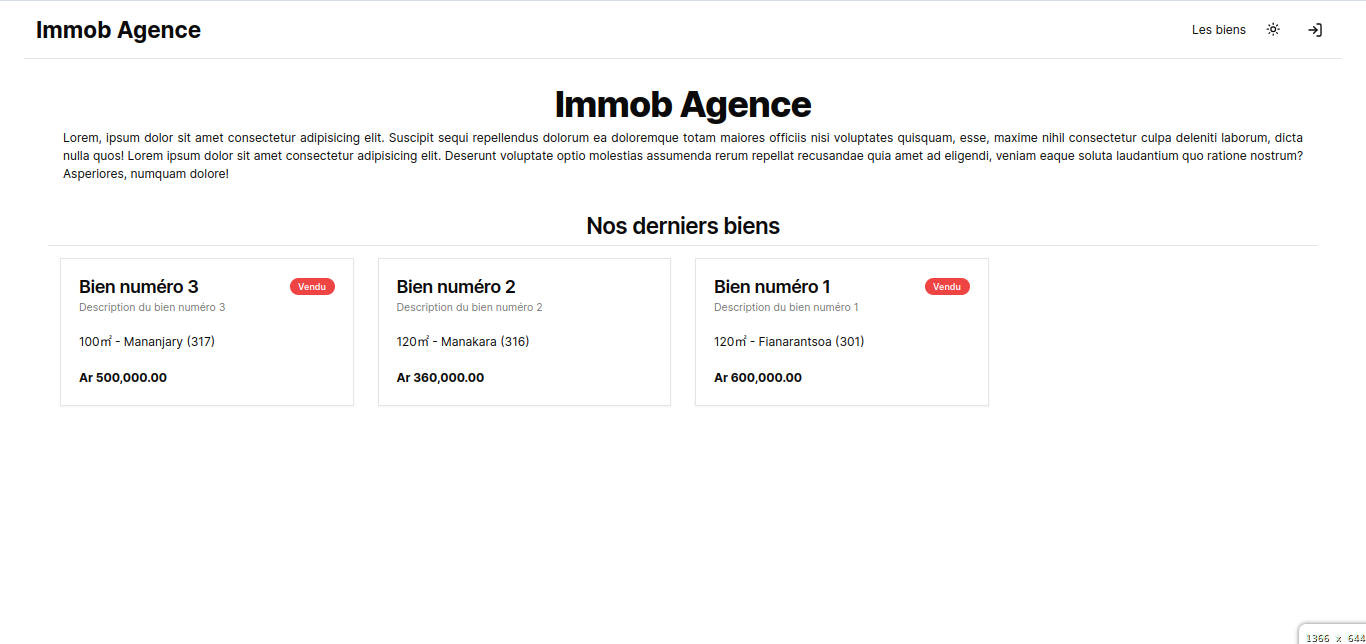 Immob Agence
Les biens
Immob Agence
Lorem, ipsum dolor sit amet consectetur adipisicing elit. Suscipit sequi repellendus dolorum ea doloremque totam maiores officiis nisi voluptates quisquam, esse, maxime nihil consectetur culpa deleniti laborum, dicta
nulla quos! Lorem ipsum dolor sit amet consectetur adipisicing elit. Deserunt voluptate optio molestias assumenda rerum repellat recusandae quia amet ad eligendi, veniam eaque soluta laudantium quo ratione nostrum?
Asperiores, numquam dolore!
Nos derniers biens
Bien numéro 3
Vendu
Description du bien numéro 3
100㎡ - Mananjary (317)
Ar 500,000.00
Bien numéro 2
Description du bien numéro 2
120㎡ - Manakara (316)
Ar 360,000.00
Bien numéro 1
Vendu
Description du bien numéro 1
120㎡ - Fianarantsoa (301)
Ar 600,000.00
1366 x 644